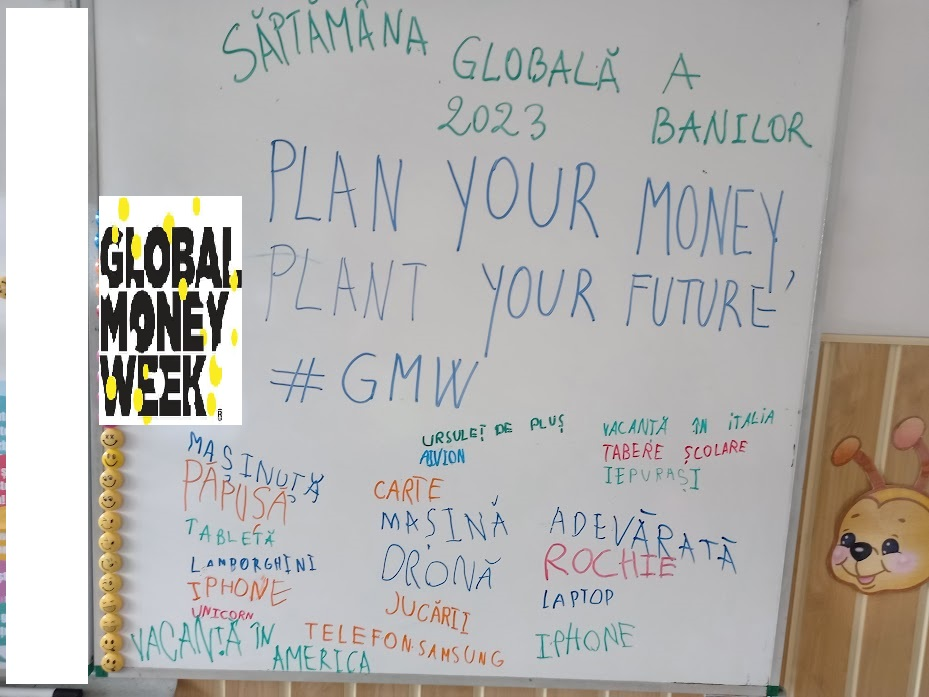 SĂPTĂMÂNA GLOBALĂ A
2023 BANILOR
PLAN YOUR MONEY,
PLANT YOUR FUTURE'
#GMW
GLOBAL
MONEY
WEEK
MAȘINUȚĂ
PĂPUȘĂ
TABLETĂ
LAMBORGHINI
IPHONE
UNICORN
VACANȚĂ ÎN
AMERICA
URSULEȚ DE PLUȘ
AVION
CARTE
MAȘINĂ ADEVĂRATĂ
DRONĂ
JUCĂRII
TELEFON SAMSUNG
VACANȚĂ ÎN ITALIA
TABERE ȘCOLARE
IEPURAȘI
ROCHIE
LAPTOP
IPHONE